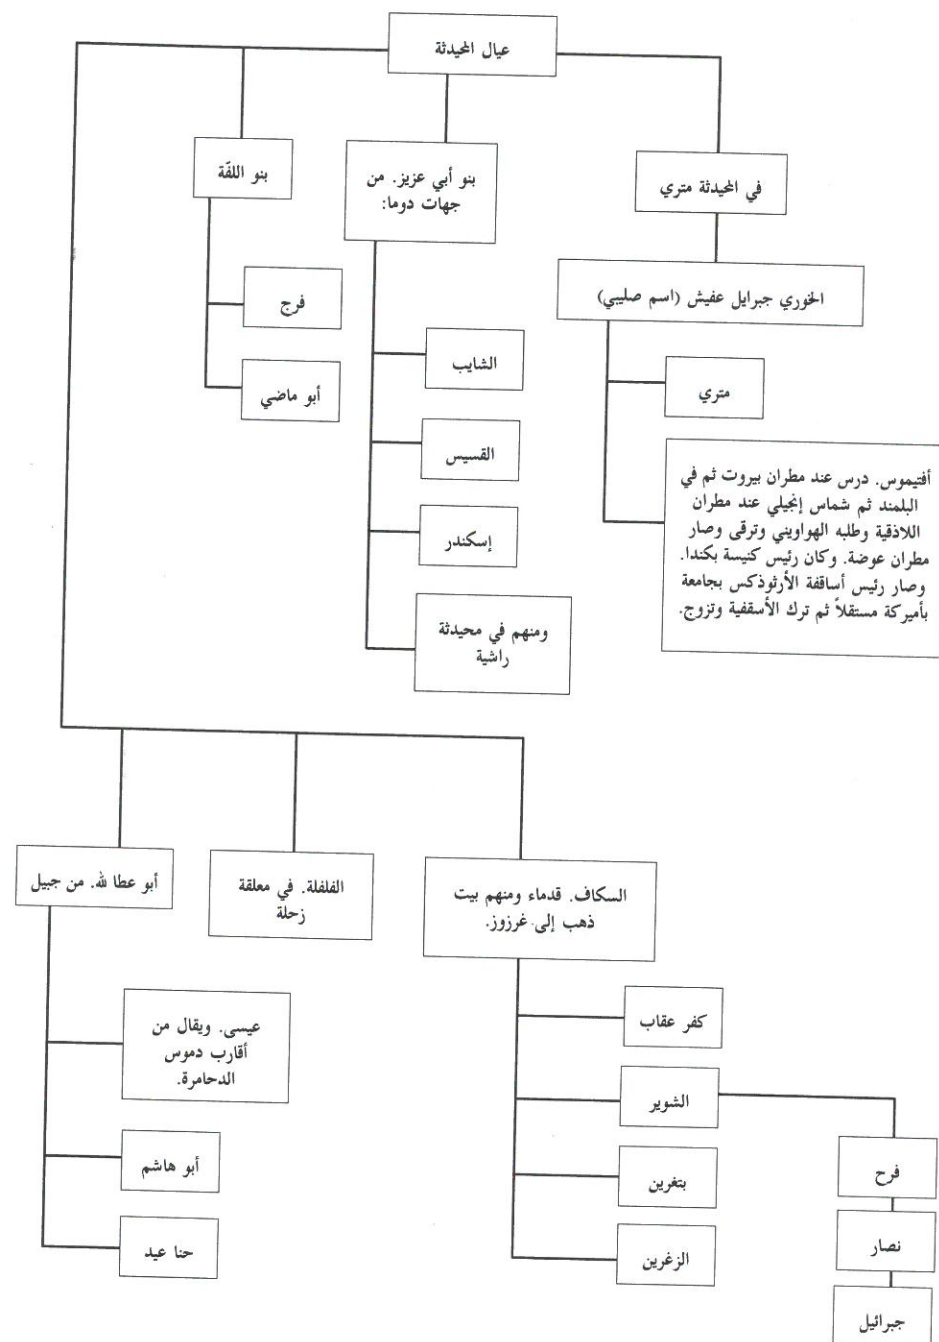 عيال المحيدثة
في المحيدثة متري
الخوري جبرايل عفيش (اسم صليبي)
متري
أفتيموس. درس عند مطران بيروت ثم في
البلمند ثم شماس إنجيلي عند مطران
اللاذقية وطلبه الهواويني وترقى وصار
مطران عوضة. وكان رئيس كنيسة بكندا.
وصار رئيس أساقفة الأرثوذكس بجامعة
بأميركة مستقلاً ثم ترك الأسقفية وتزوج.
بنو أبي عزيز. من
جهات دوما:
الشايب
القسيس
إسكندر
ومنهم في محيدثة
راشية
بنو اللفّة
فرج
أبو ماضي
السكاف. قدماء ومنهم بيت
ذهب إلى غرزوز.
كفر عقاب
الشوير
فرح
نصار
جبرائيل
بتغرين
الزغرين
الفلفلة. في معلقة
زحلة
أبو عطا لله. من جبيل
عيسى. ويقال من
أقارب دموس
الدحامرة.
أبو هاشم
حنا عيد